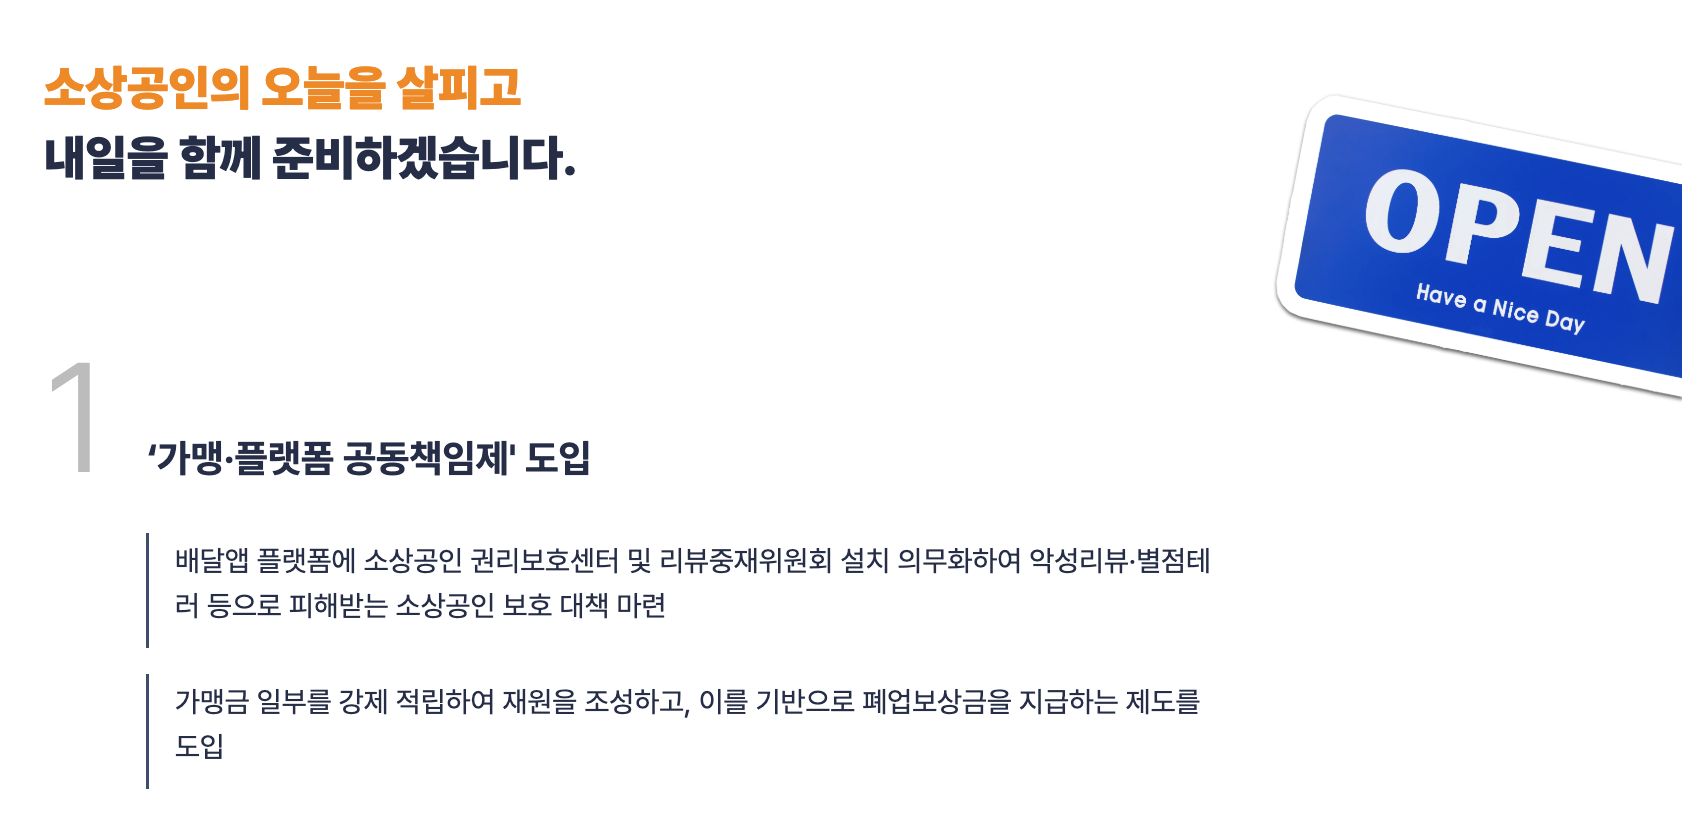 소상공인의 오늘을 살피고
내일을 함께 준비하겠습니다.
OPEN
Have a Nice Day
1
‘가맹·플랫폼 공동책임제' 도입
배달앱 플랫폼에 소상공인 권리보호센터 및 리뷰중재위원회 설치 의무화하여 악성리뷰·별점테
러 등으로 피해받는 소상공인 보호 대책 마련
가맹금 일부를 강제 적립하여 재원을 조성하고, 이를 기반으로 폐업보상금을 지급하는 제도를
도입